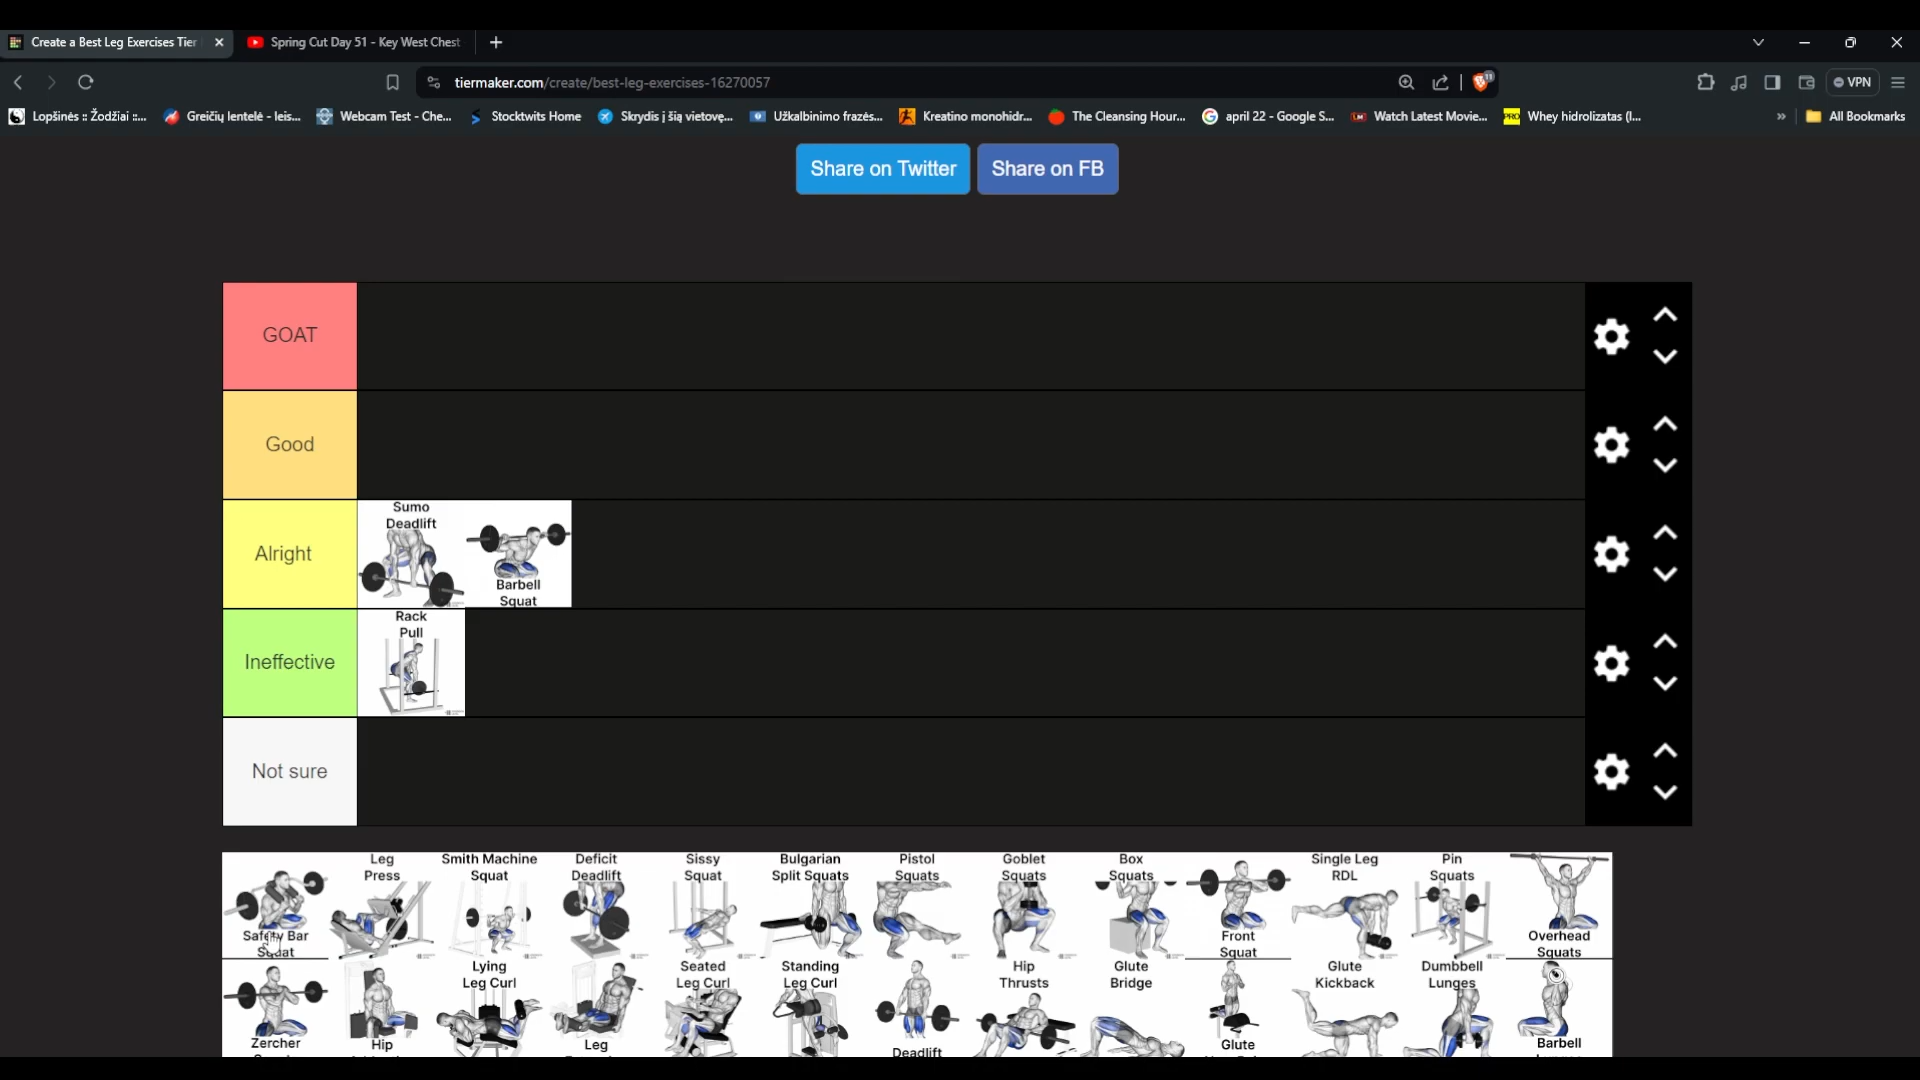 Create a Best Leg Exercises Tier
Spring Cut Day 51 - Key West Chest
tiermaker.com/create/best-leg-exercises-16270057
11
VPN
Lopšinės :: Žodžiai ::...
Greičių lentelė - leis...
Webcam Test - Che...
Stocktwits Home
Skrydis į šią vietovę...
Užkalbinimo frazės...
Kreatino monohidr...
The Cleansing Hour...
april 22 - Google S...
LM
Watch Latest Movie...
PRO
Whey hidrolizatas (I...
»
All Bookmarks
Share on Twitter
Share on FB
GOAT
Good
Alright
Sumo
Deadlift
Barbell
Squat
Ineffective
Rack
Pull
Not sure
Safety Bar
Squat
Leg
Press
Smith Machine
Squat
Deficit
Deadlift
Sissy
Squat
Bulgarian
Split Squats
Pistol
Squats
Goblet
Squats
Box
Squats
Front
Squat
Single Leg
RDL
Pin
Squats
Overhead
Squats
Zercher
Hip
Lying
Leg Curl
Leg
Seated
Leg Curl
Standing
Leg Curl
Deadlift
Hip
Thrusts
Glute
Bridge
Glute
Glute
Kickback
Dumbbell
Lunges
Barbell